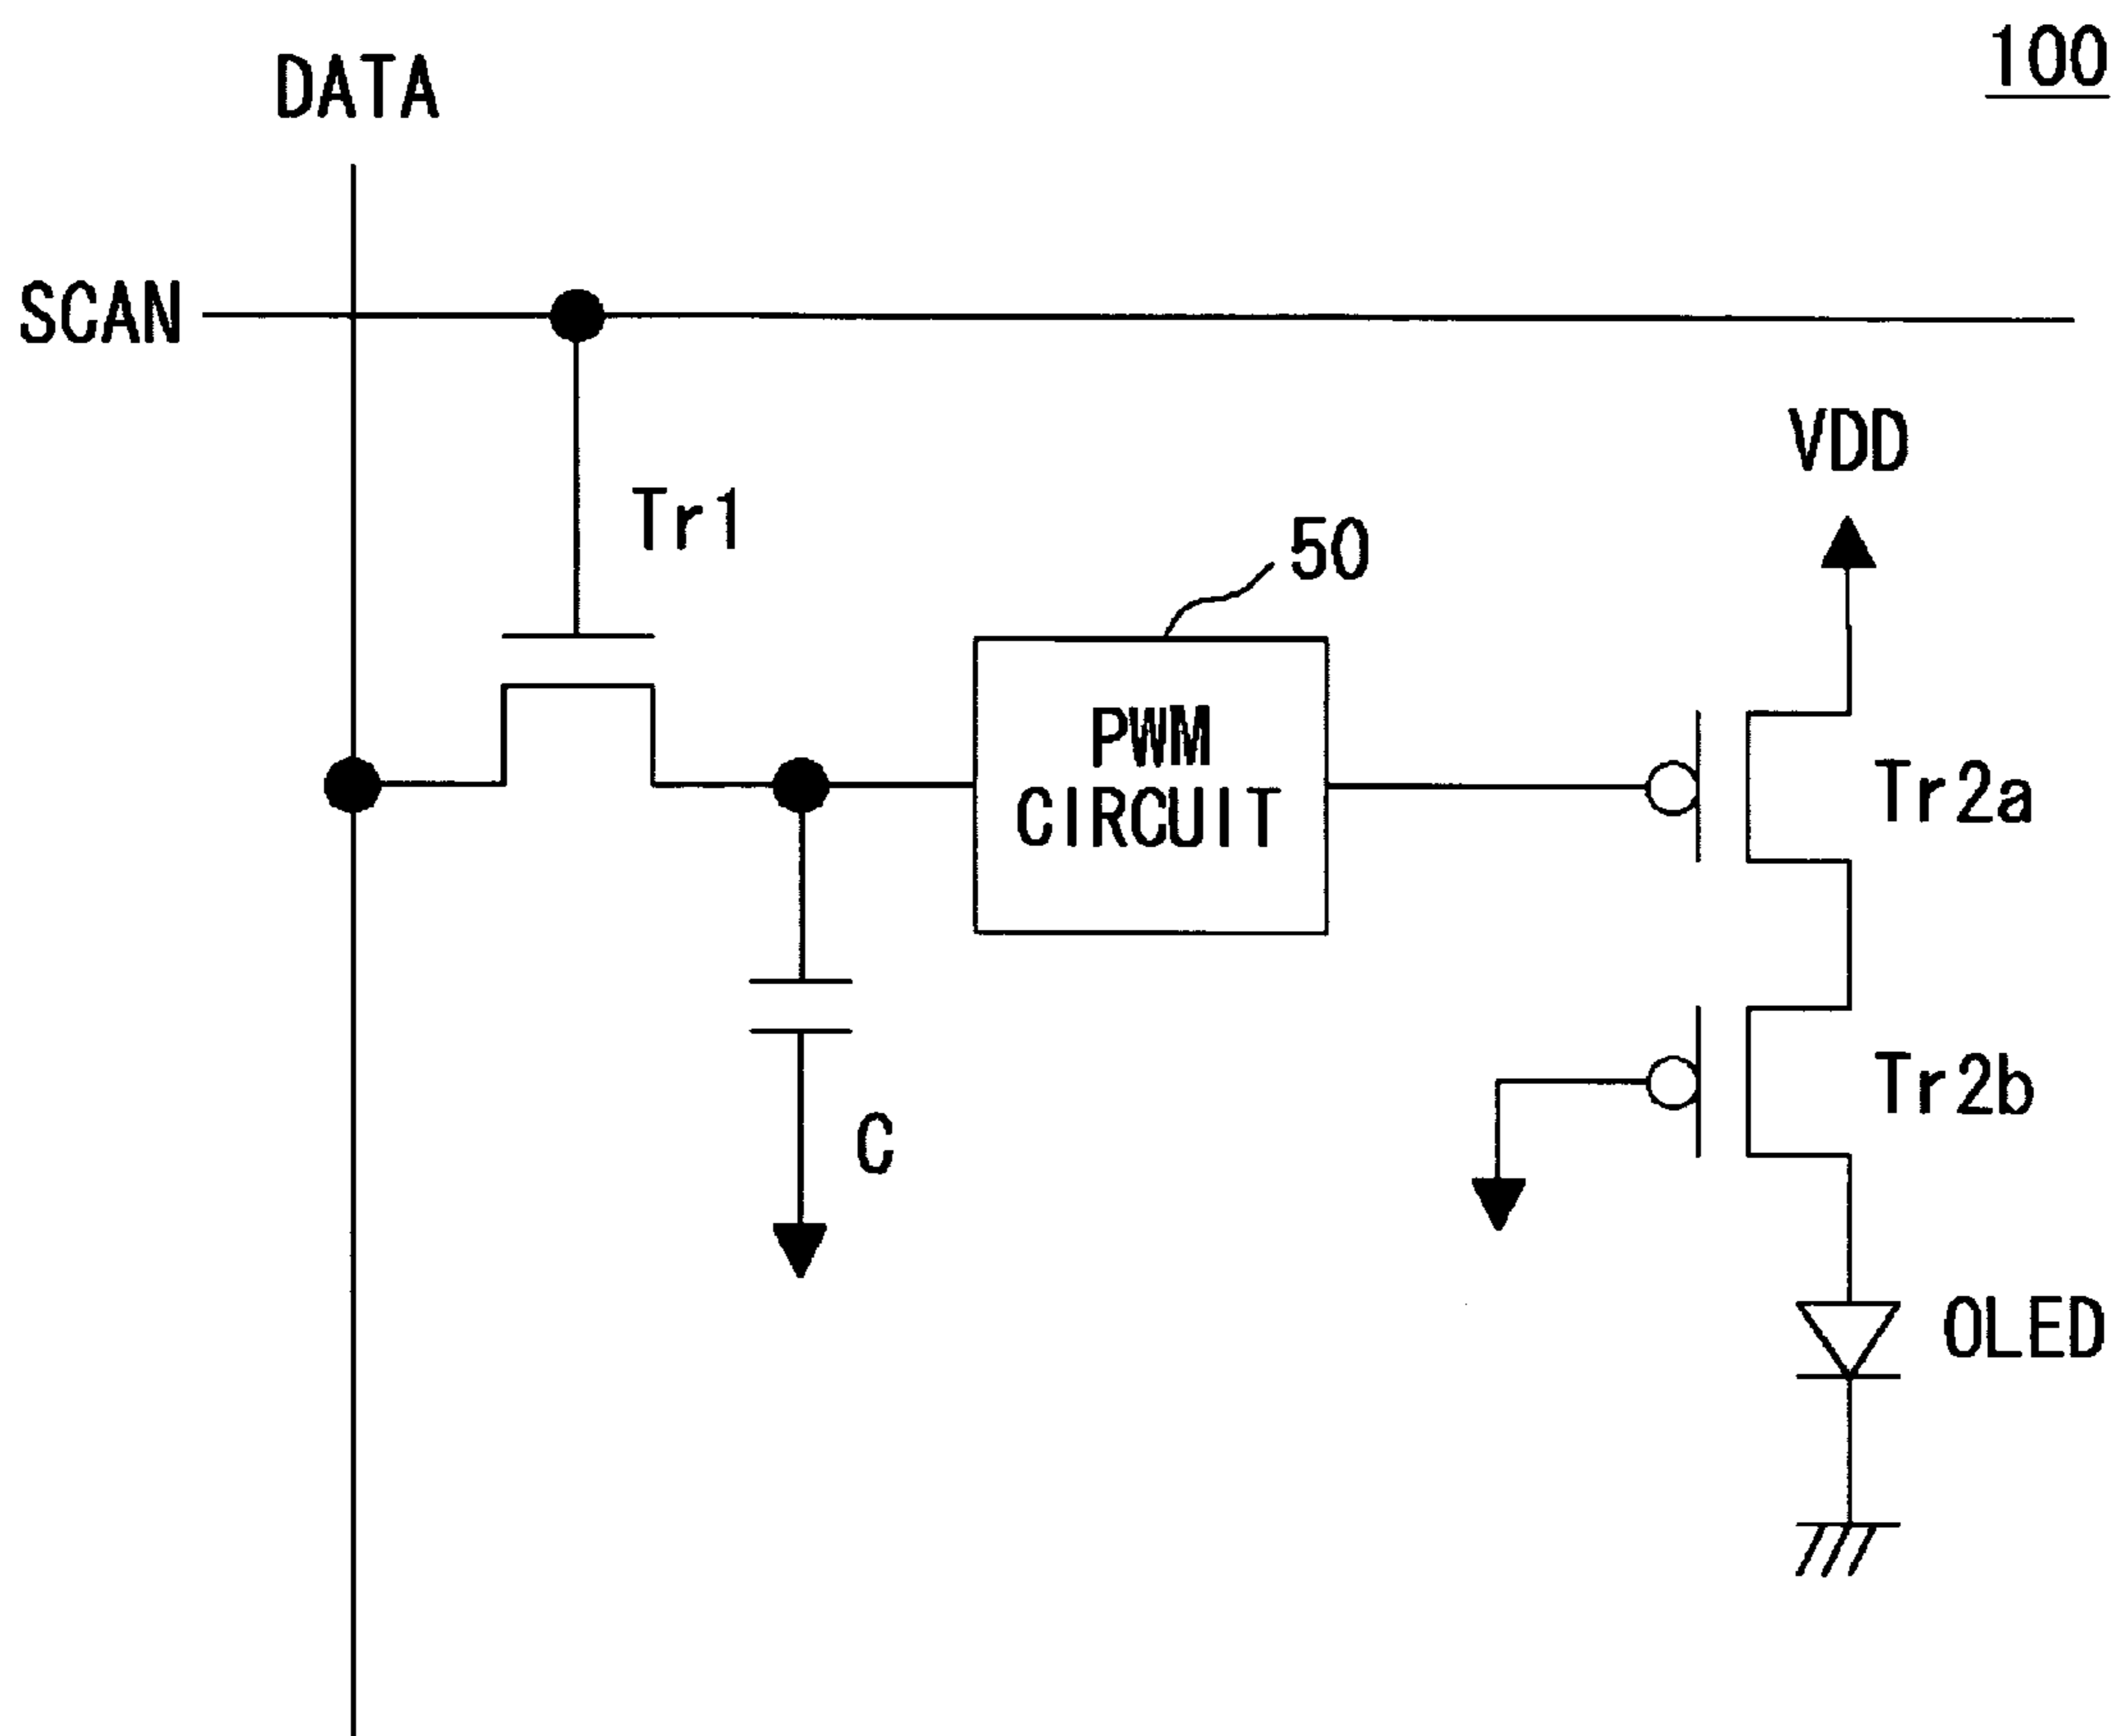 100
DATA
SCAN
VDD
Tr1
50
PWM
CIRCUIT
Tr2a
Tr2b
C
OLED